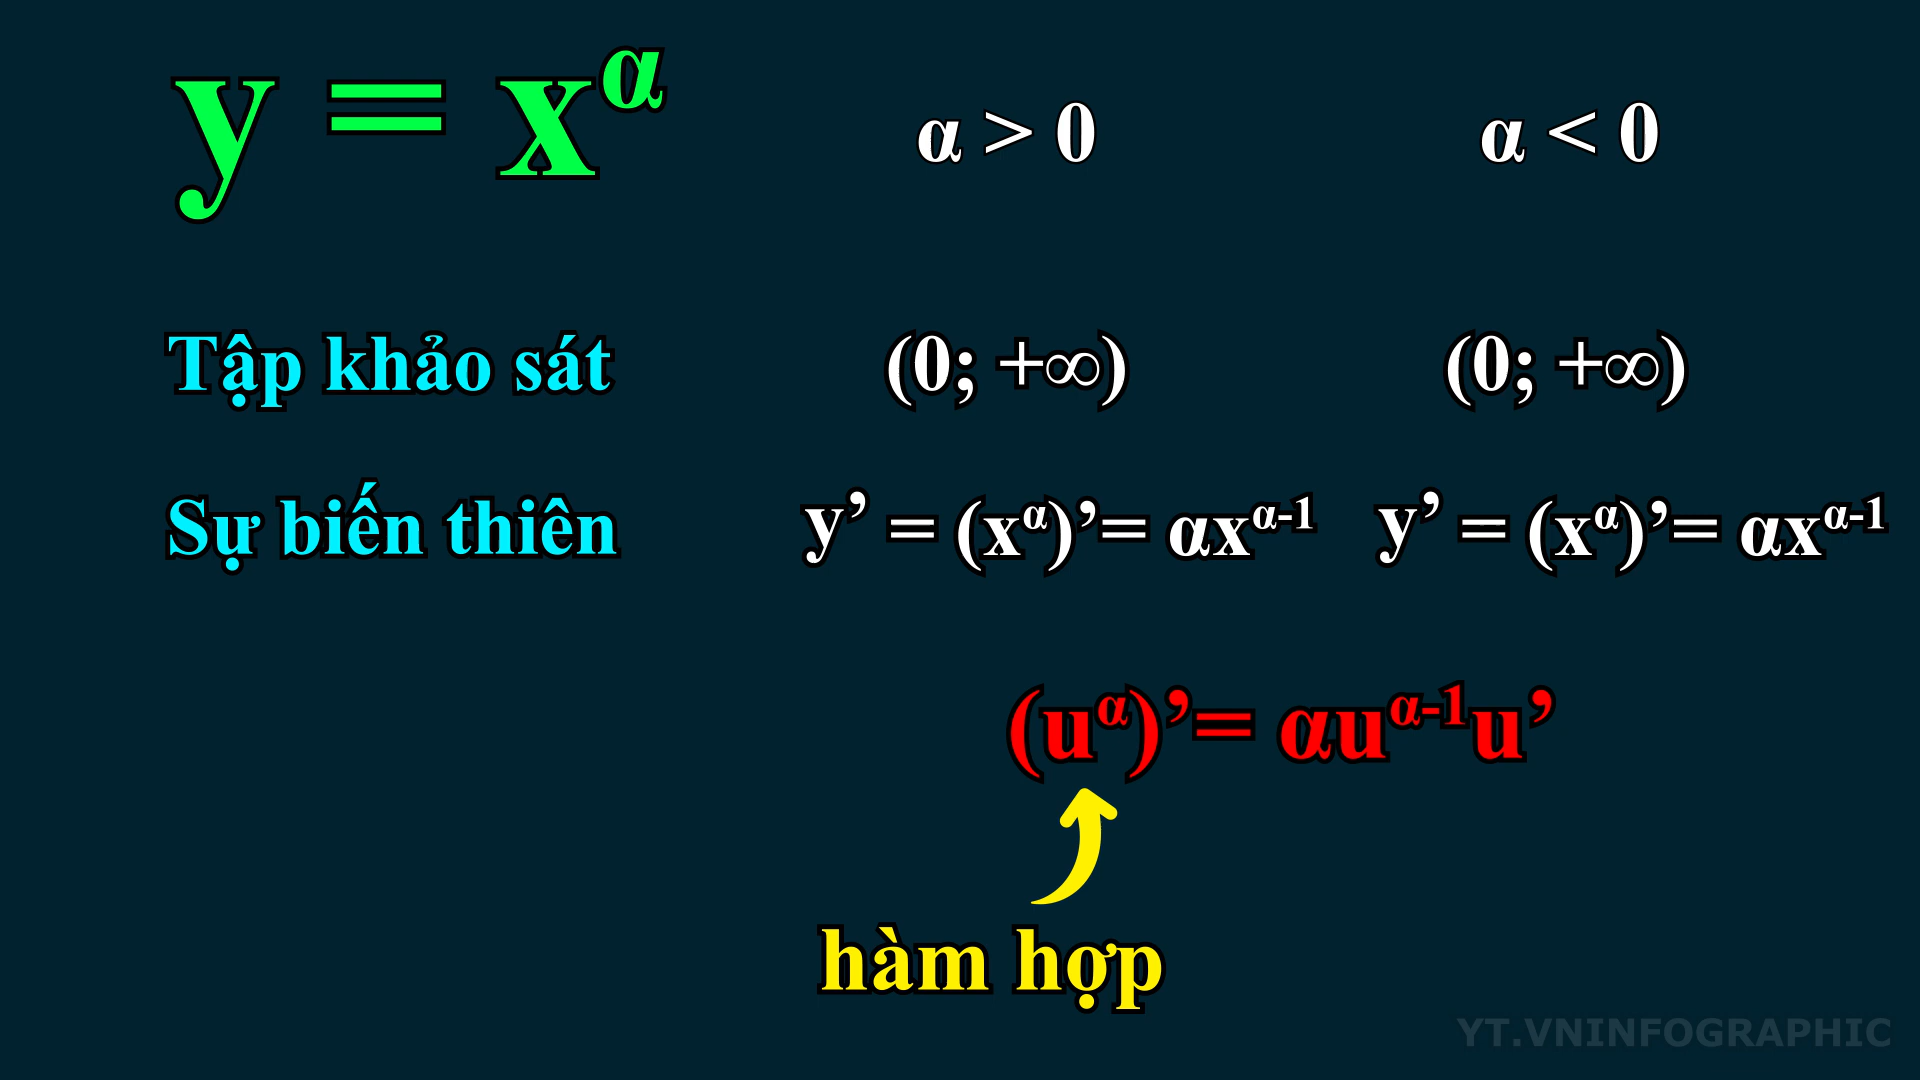 y = x^α α > 0 α < 0
Tập khảo sát (0; +∞) (0; +∞)
Sự biến thiên y’ = (x^α)’= αx^α-1 y’ = (x^α)’= αx^α-1
(u^α)’= αu^α-1u’
hàm hợp
YT.VNINFOGRAPHIC